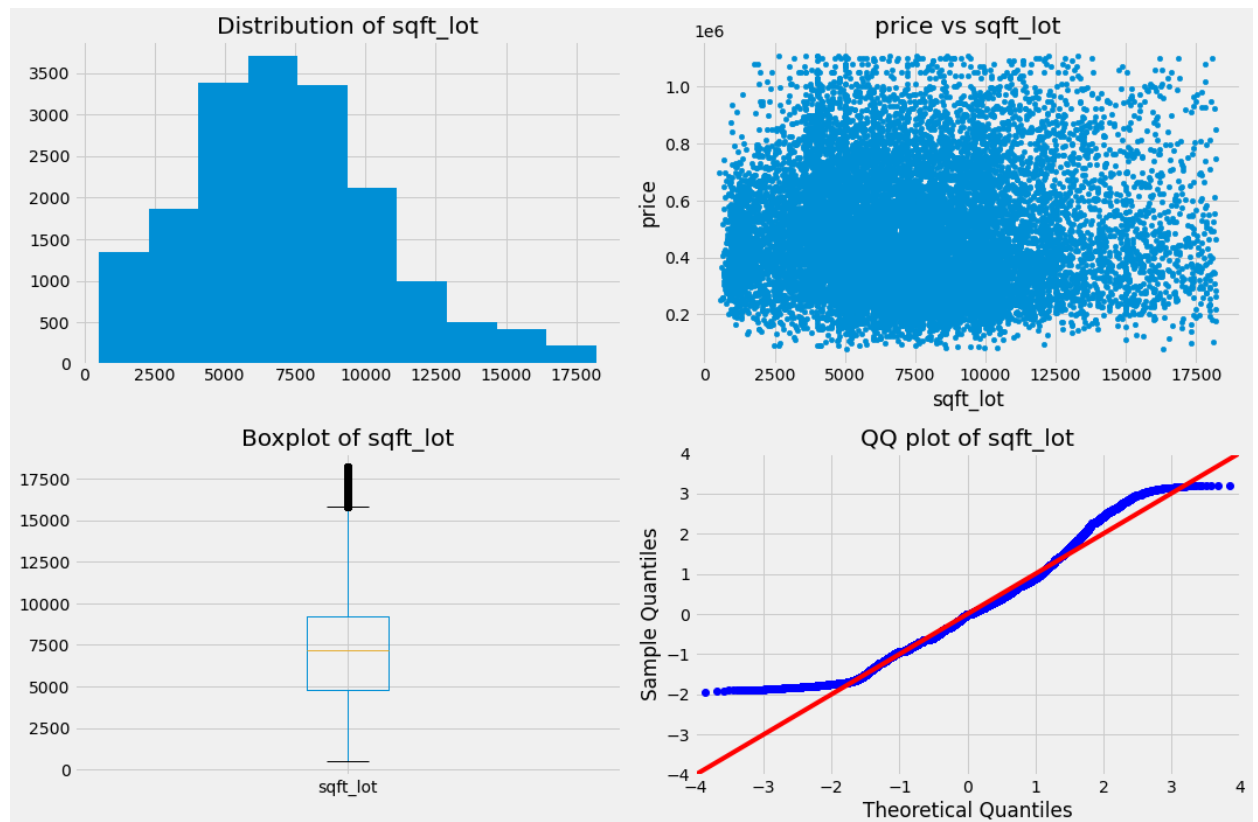 Distribution of sqft_lot
3500
3000
2500
2000
1500
1000
500
0
0 2500 5000 7500 10000 12500 15000 17500
price vs sqft_lot
1e6
1.0
0.8
0.6
0.4
0.2
price
0 2500 5000 7500 10000 12500 15000 17500
sqft_lot
Boxplot of sqft_lot
17500
15000
12500
10000
7500
5000
2500
0
sqft_lot
QQ plot of sqft_lot
4
3
2
1
0
−1
−2
−3
−4
Sample Quantiles
−4 −3 −2 −1 0 1 2 3 4
Theoretical Quantiles